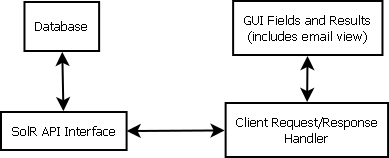 Database
GUI Fields and Results
(includes email view)
SolR API Interface
Client Request/Response
Handler